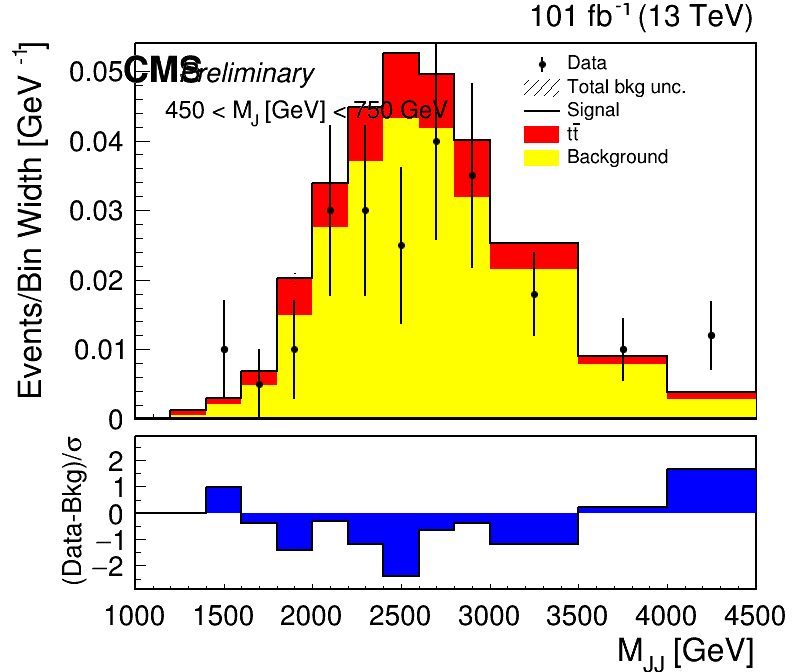 101 fb⁻¹ (13 TeV)
CMS Preliminary
450 < M_J [GeV] < 750 GeV
Data
Total bkg unc.
Signal
tt̄
Background
Events/Bin Width [GeV⁻¹]
0.05
0.04
0.03
0.02
0.01
0
(Data-Bkg)/σ
2
1
0
−1
−2
1000 1500 2000 2500 3000 3500 4000 4500
M_JJ [GeV]